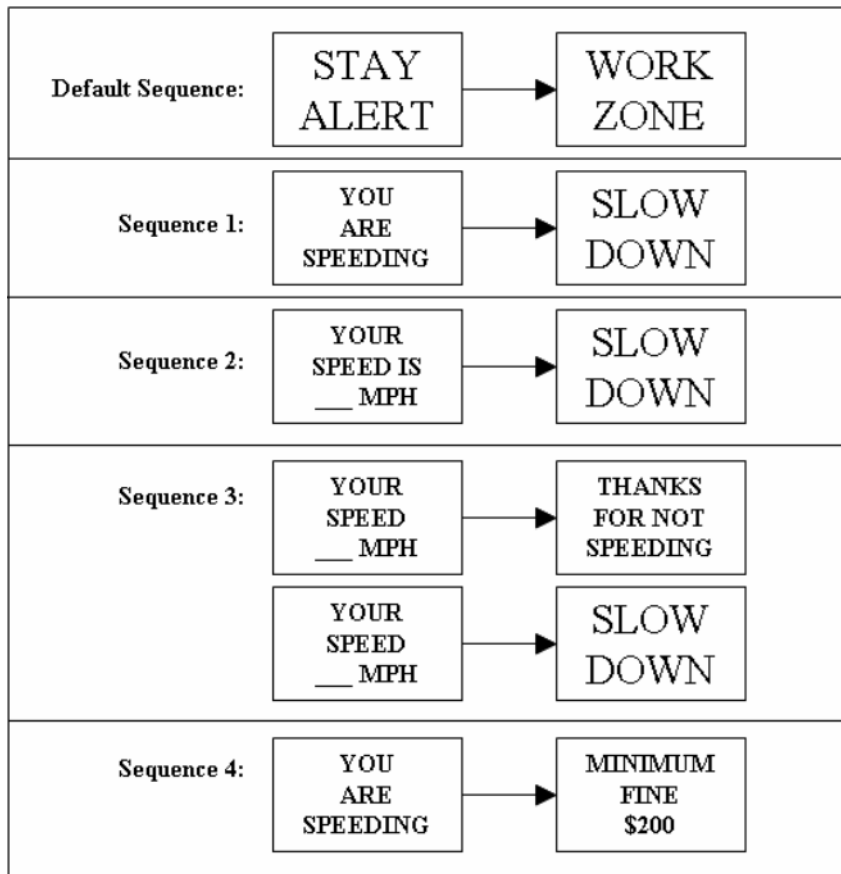 Default Sequence:
STAY
ALERT
WORK
ZONE
Sequence 1:
YOU
ARE
SPEEDING
SLOW
DOWN
Sequence 2:
YOUR
SPEED IS
___ MPH
SLOW
DOWN
Sequence 3:
YOUR
SPEED
___ MPH
THANKS
FOR NOT
SPEEDING
YOUR
SPEED
___ MPH
SLOW
DOWN
Sequence 4:
YOU
ARE
SPEEDING
MINIMUM
FINE
$200